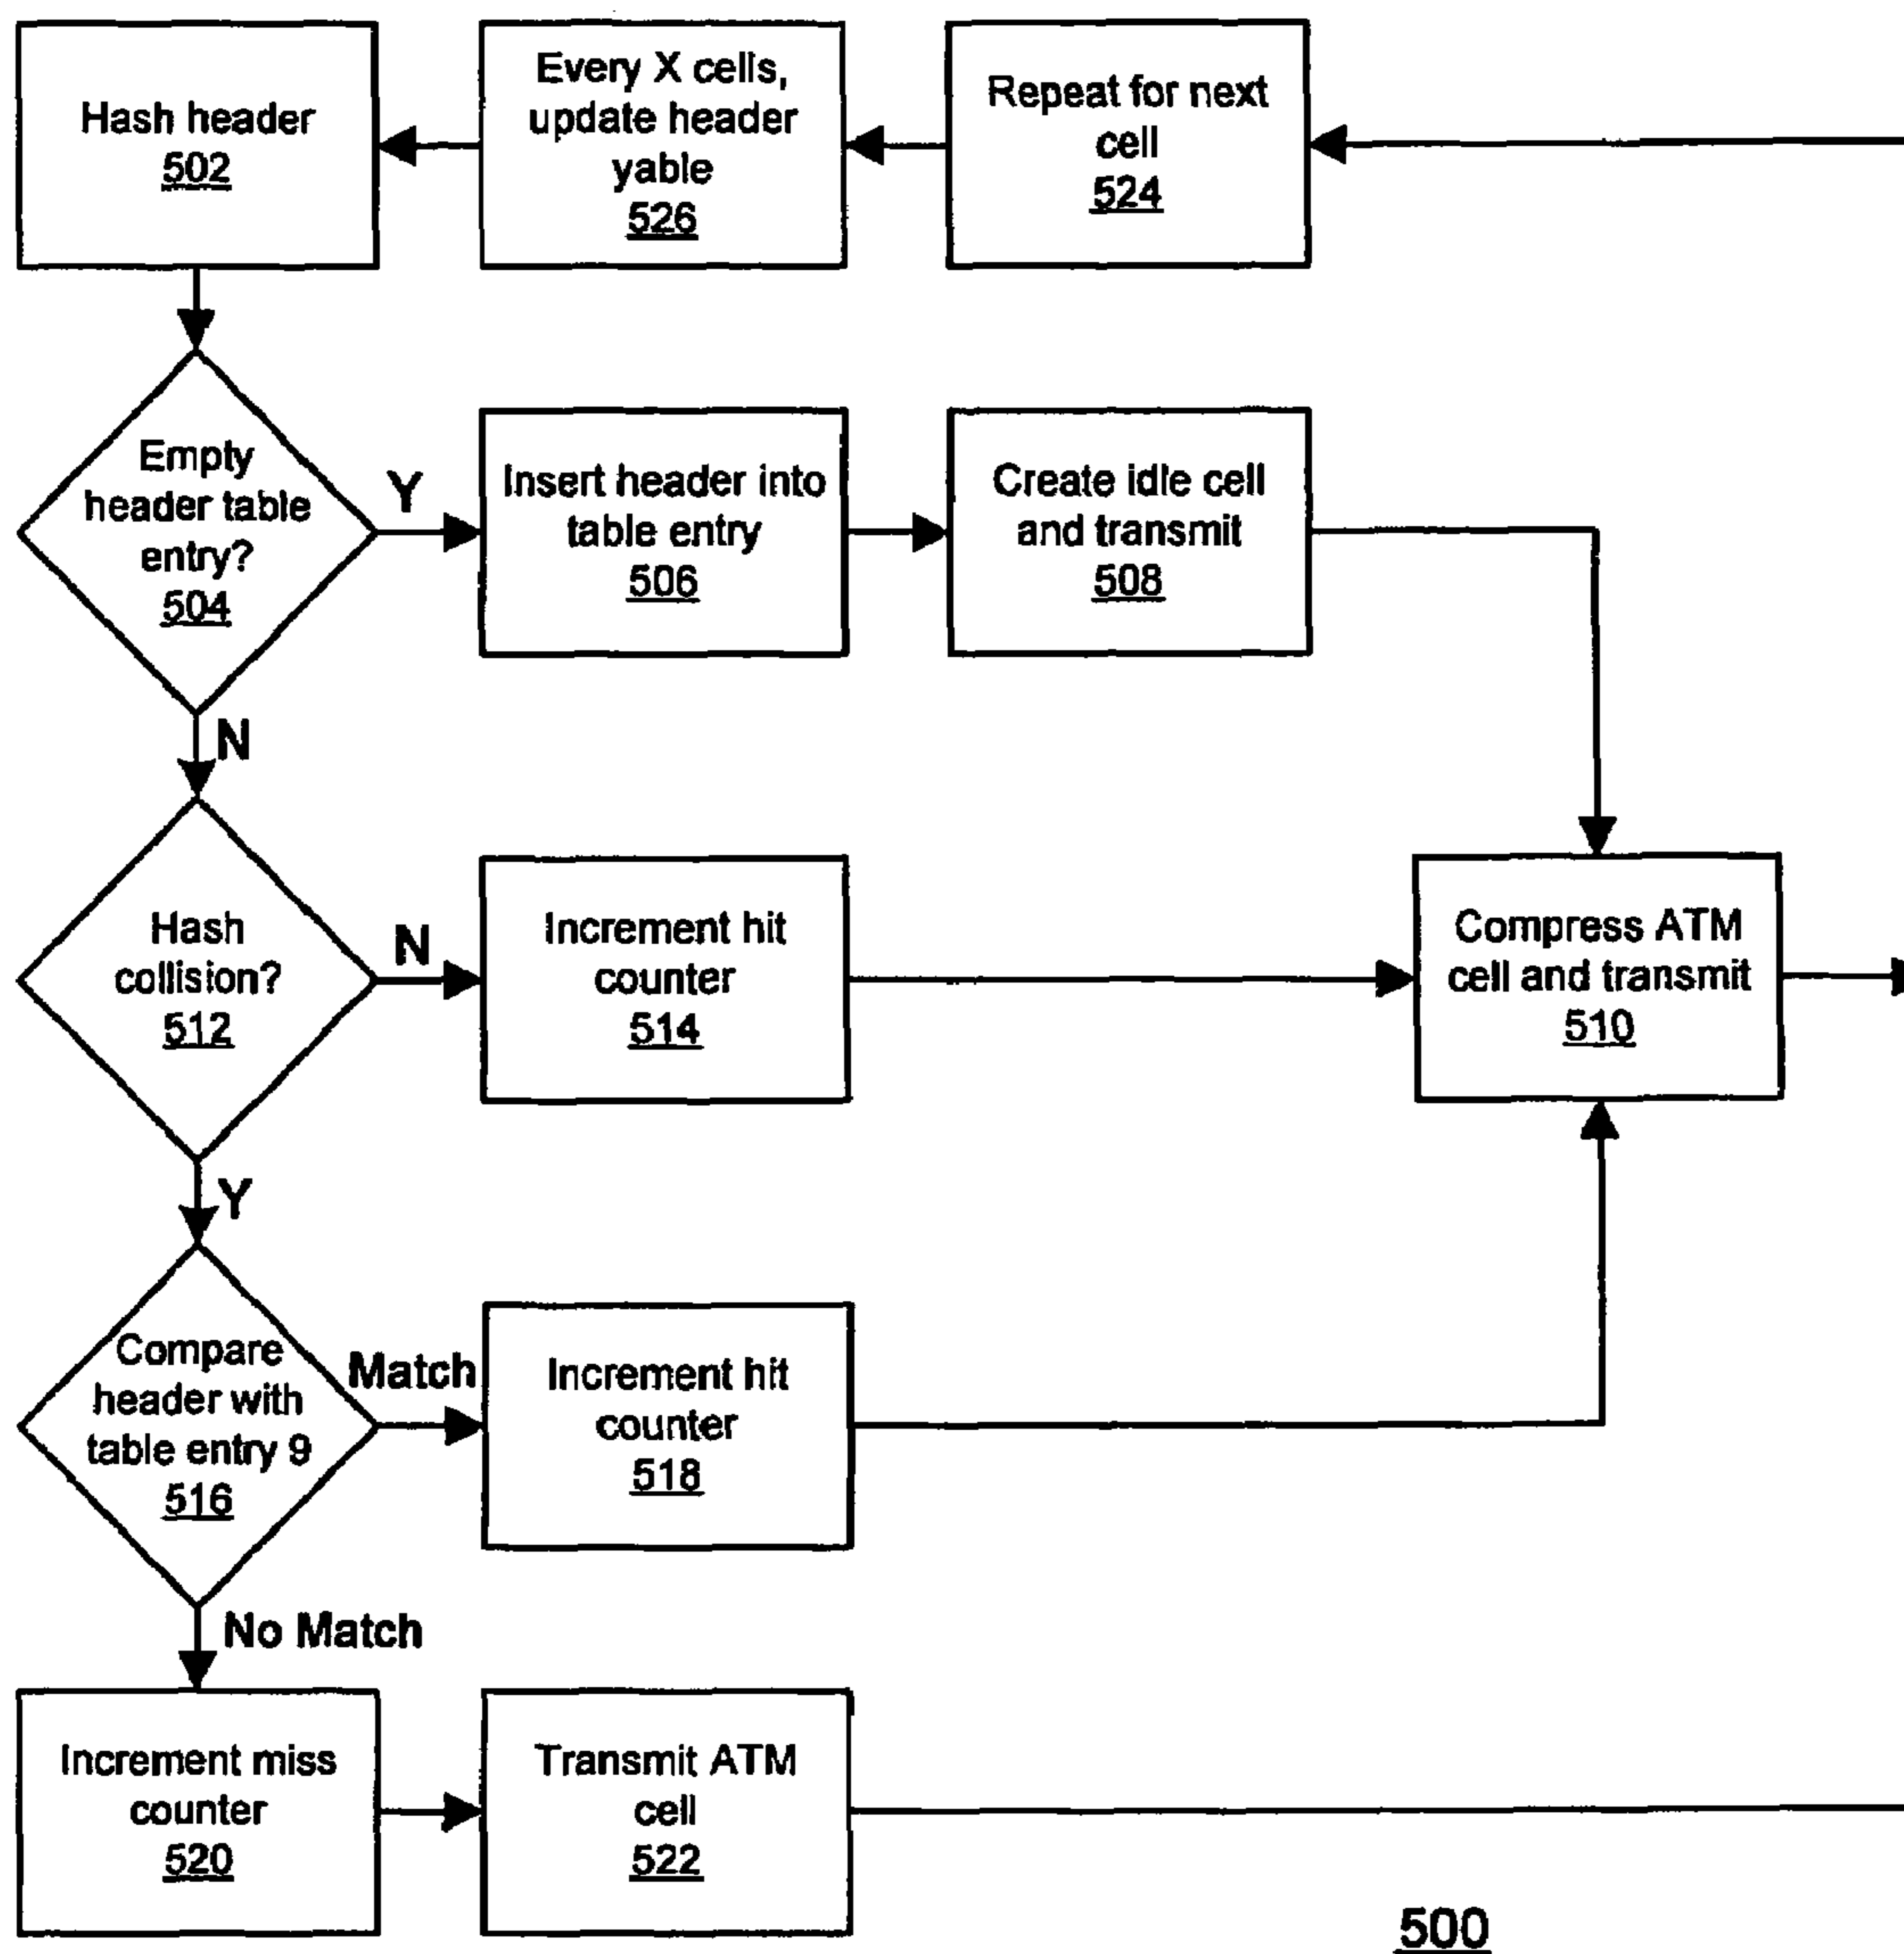 Hash header
502
Every X cells,
update header
yable
526
Repeat for next
cell
524
Empty
header table
entry?
504
Y
Insert header into
table entry
506
Create idle cell
and transmit
508
N
Hash
collision?
512
N
Increment hit
counter
514
Compress ATM
cell and transmit
510
Y
Compare
header with
table entry 9
516
Match
Increment hit
counter
518
No Match
Increment miss
counter
520
Transmit ATM
cell
522
500